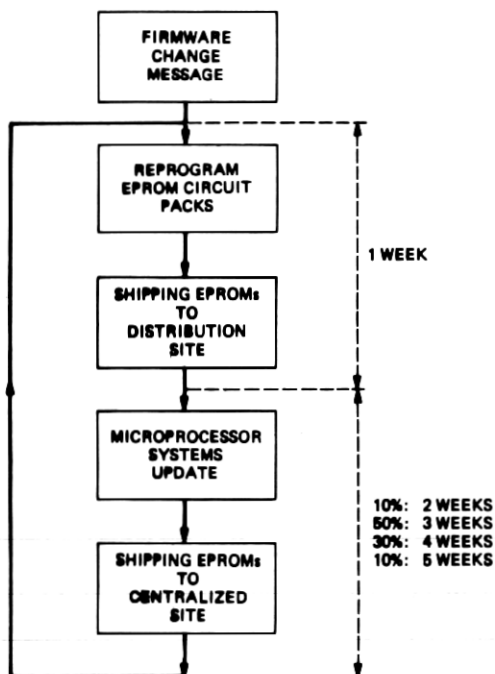 FIRMWARE
CHANGE
MESSAGE
REPROGRAM
EPROM CIRCUIT
PACKS
1 WEEK
SHIPPING EPROMs
TO
DISTRIBUTION
SITE
MICROPROCESSOR
SYSTEMS
UPDATE
10%: 2 WEEKS
50%: 3 WEEKS
30%: 4 WEEKS
10%: 5 WEEKS
SHIPPING EPROMs
TO
CENTRALIZED
SITE